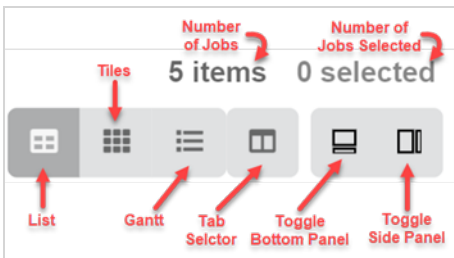 Number of Jobs
Number of Jobs Selected
Tiles
5 items
0 selected
List
Gantt
Tab Selctor
Toggle Bottom Panel
Toggle Side Panel